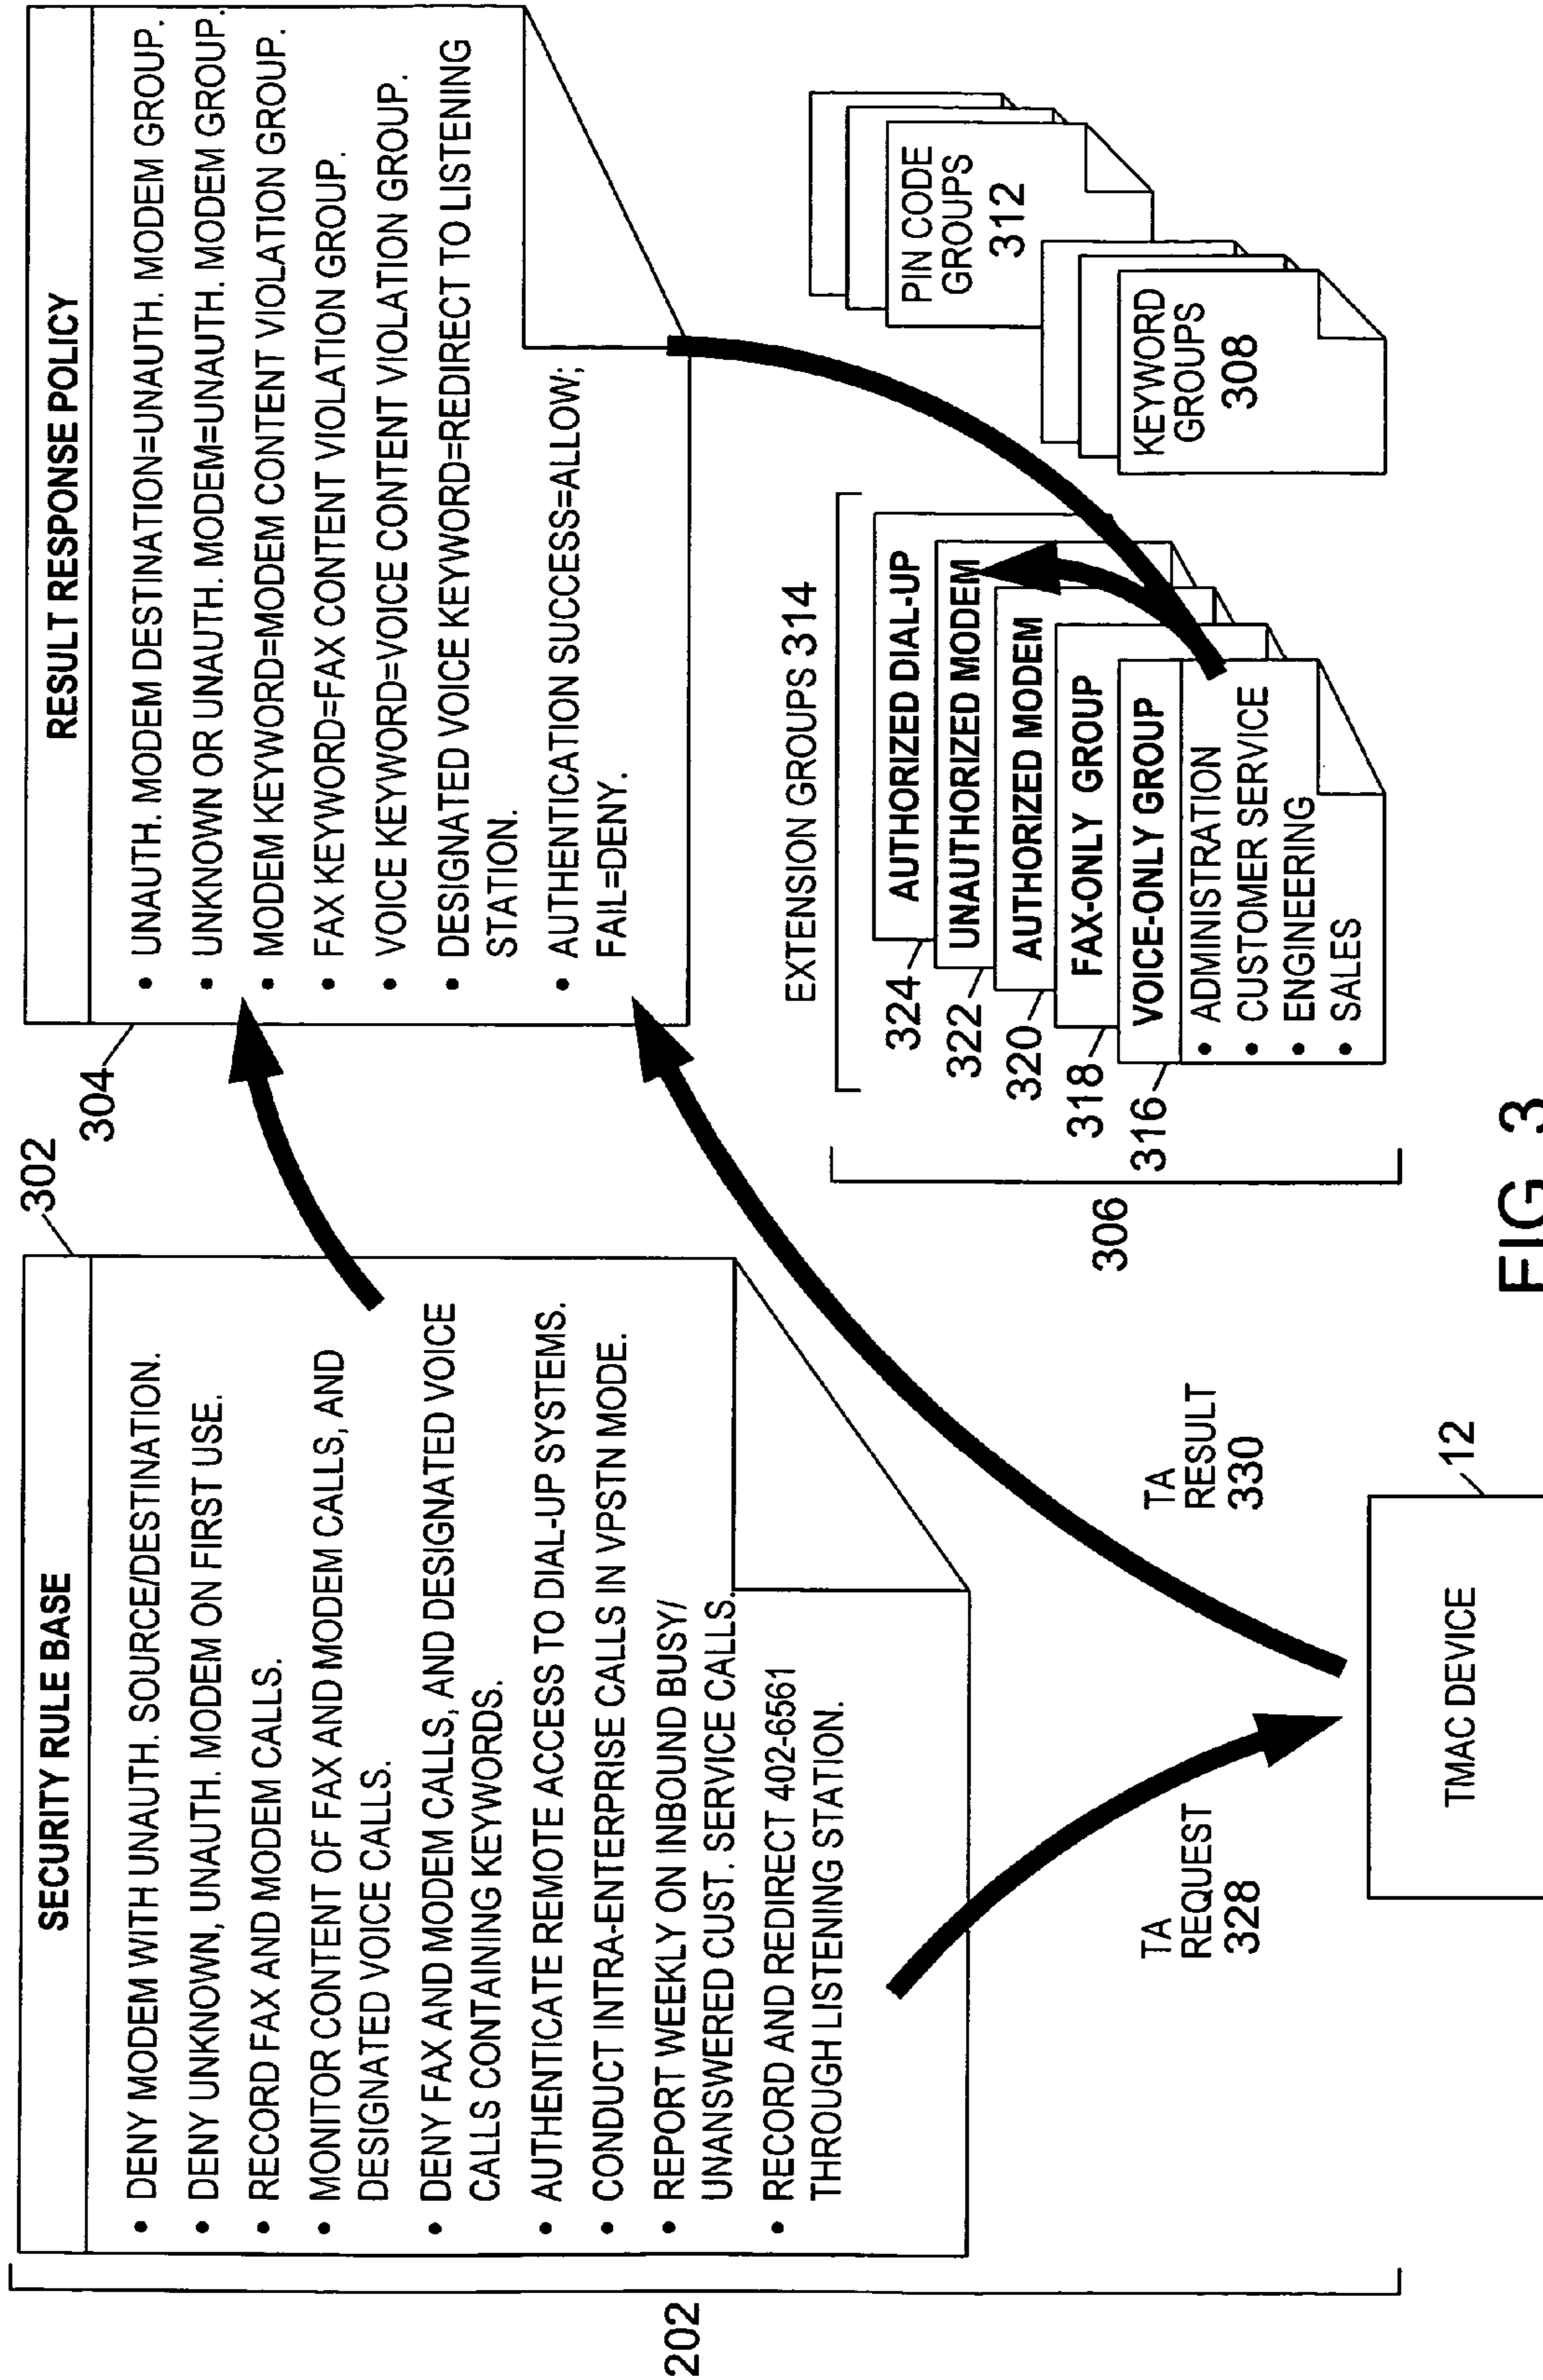 202
302
SECURITY RULE BASE
• DENY MODEM WITH UNAUTH. SOURCE/DESTINATION.
• DENY UNKNOWN, UNAUTH. MODEM ON FIRST USE.
• RECORD FAX AND MODEM CALLS.
• MONITOR CONTENT OF FAX AND MODEM CALLS, AND
DESIGNATED VOICE CALLS.
• DENY FAX AND MODEM CALLS, AND DESIGNATED VOICE
CALLS CONTAINING KEYWORDS.
• AUTHENTICATE REMOTE ACCESS TO DIAL-UP SYSTEMS.
• CONDUCT INTRA-ENTERPRISE CALLS IN VPSTN MODE.
• REPORT WEEKLY ON INBOUND BUSY/
UNANSWERED CUST. SERVICE CALLS.
• RECORD AND REDIRECT 402-6561
THROUGH LISTENING STATION.
304
RESULT RESPONSE POLICY
• UNAUTH. MODEM DESTINATION=UNAUTH. MODEM GROUP.
• UNKNOWN OR UNAUTH. MODEM=UNAUTH. MODEM GROUP.
• MODEM KEYWORD=MODEM CONTENT VIOLATION GROUP.
• FAX KEYWORD=FAX CONTENT VIOLATION GROUP.
• VOICE KEYWORD=VOICE CONTENT VIOLATION GROUP.
• DESIGNATED VOICE KEYWORD=REDIRECT TO LISTENING
STATION.
• AUTHENTICATION SUCCESS=ALLOW;
FAIL=DENY.
306
EXTENSION GROUPS 314
324
AUTHORIZED DIAL-UP
322
UNAUTHORIZED MODEM
320
AUTHORIZED MODEM
318
FAX-ONLY GROUP
316
VOICE-ONLY GROUP
• ADMINISTRATION
• CUSTOMER SERVICE
• ENGINEERING
• SALES
PIN CODE
GROUPS
312
KEYWORD
GROUPS
308
TA
REQUEST
328
TA
RESULT
330
TMAC DEVICE
12
FIG. 3